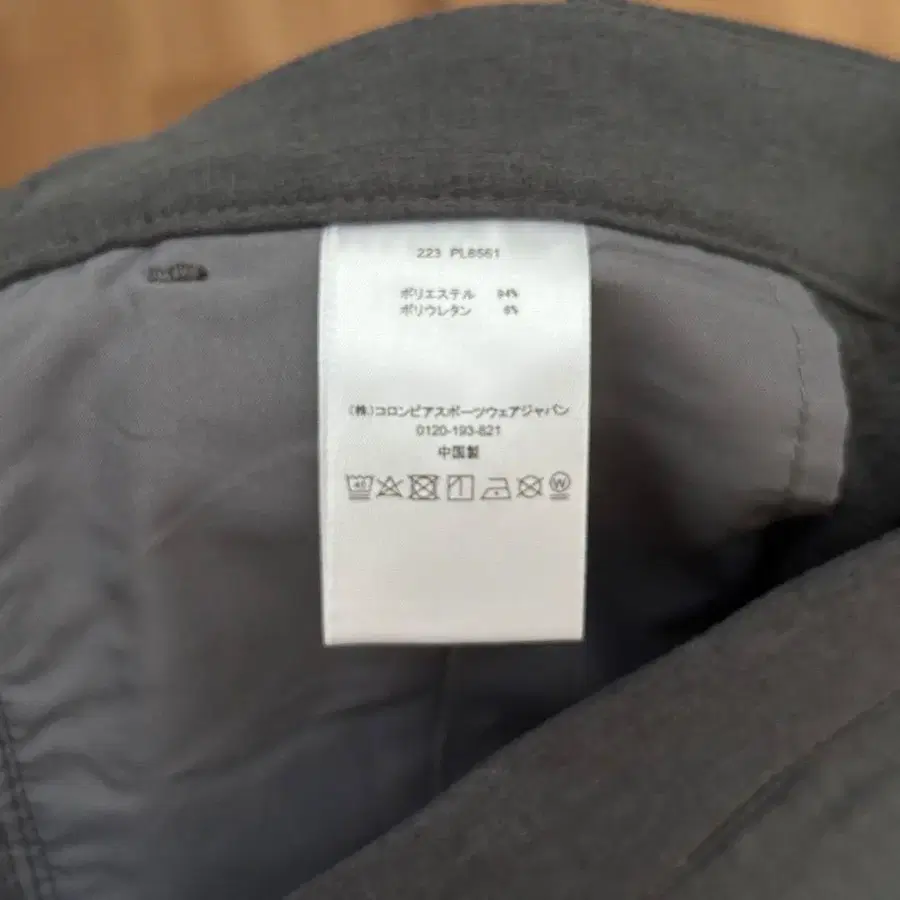 223 PL8561
ポリエステル 94%
ポリウレタン 6%
(株)コロンビアスポーツウェアジャパン
0120-193-821
中国製
40
W